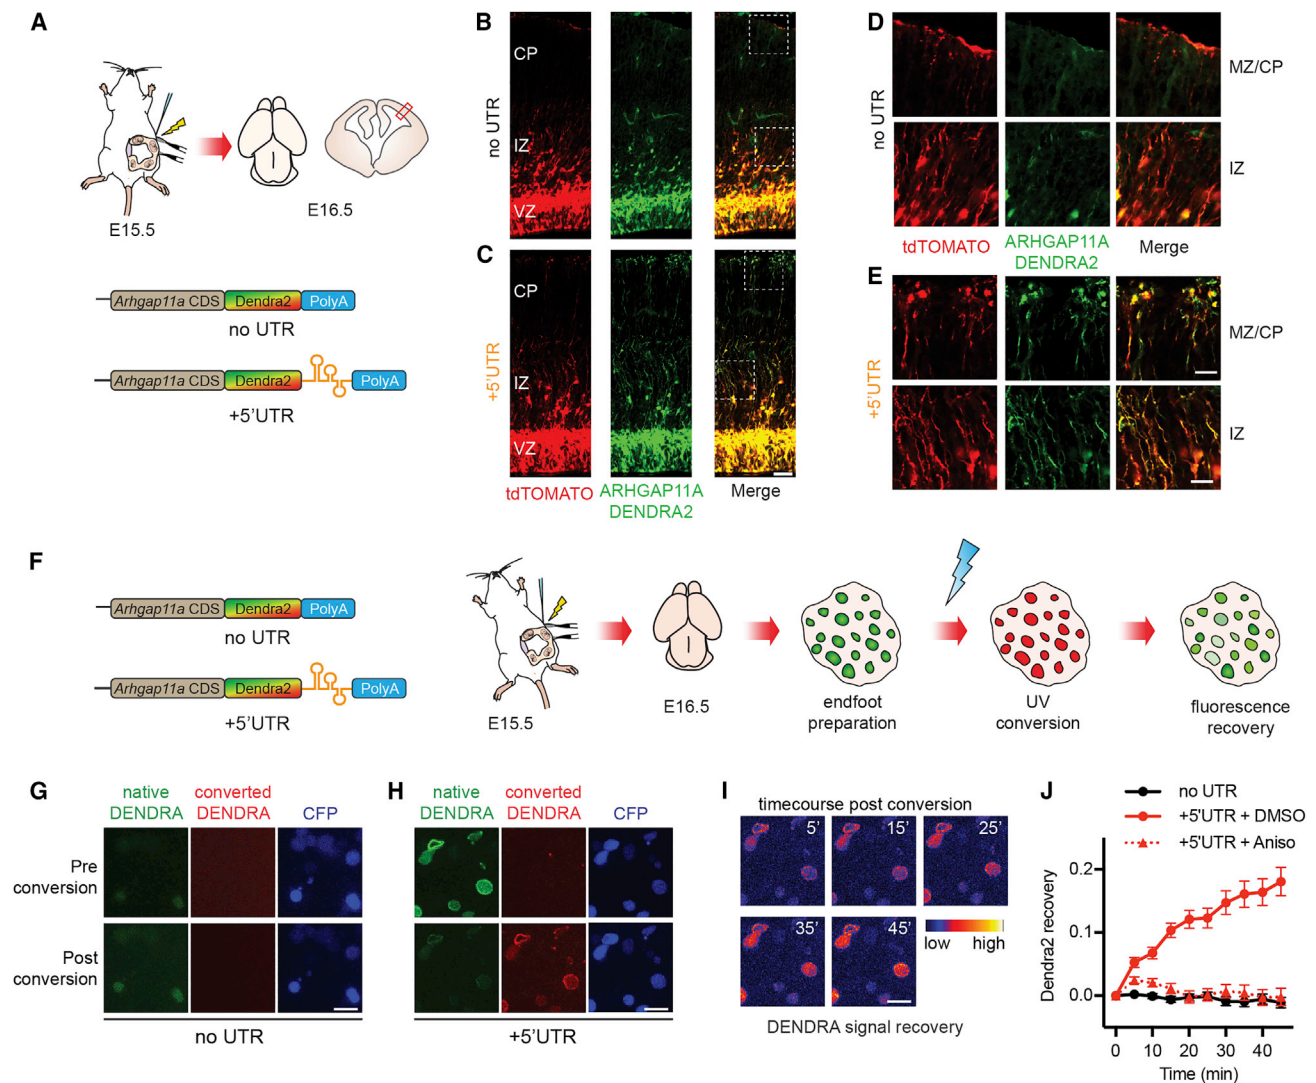 A
E15.5
E16.5
Arhgap11a CDS Dendra2 PolyA
no UTR
Arhgap11a CDS Dendra2 PolyA
+5'UTR
B
no UTR
CP
IZ
VZ
C
+5'UTR
CP
IZ
VZ
tdTOMATO
ARHGAP11A
DENDRA2
Merge
D
no UTR
MZ/CP
IZ
tdTOMATO
ARHGAP11A
DENDRA2
Merge
E
+5'UTR
MZ/CP
IZ
F
Arhgap11a CDS Dendra2 PolyA
no UTR
Arhgap11a CDS Dendra2 PolyA
+5'UTR
E15.5
E16.5
endfoot
preparation
UV
conversion
fluorescence
recovery
G
native
DENDRA
converted
DENDRA
CFP
Pre
conversion
Post
conversion
no UTR
H
native
DENDRA
converted
DENDRA
CFP
+5'UTR
I
timecourse post conversion
5' 15' 25'
35' 45'
low high
DENDRA signal recovery
J
no UTR
+5'UTR + DMSO
+5'UTR + Aniso
Dendra2 recovery
0.2
0.1
0.0
0 10 20 30 40
Time (min)